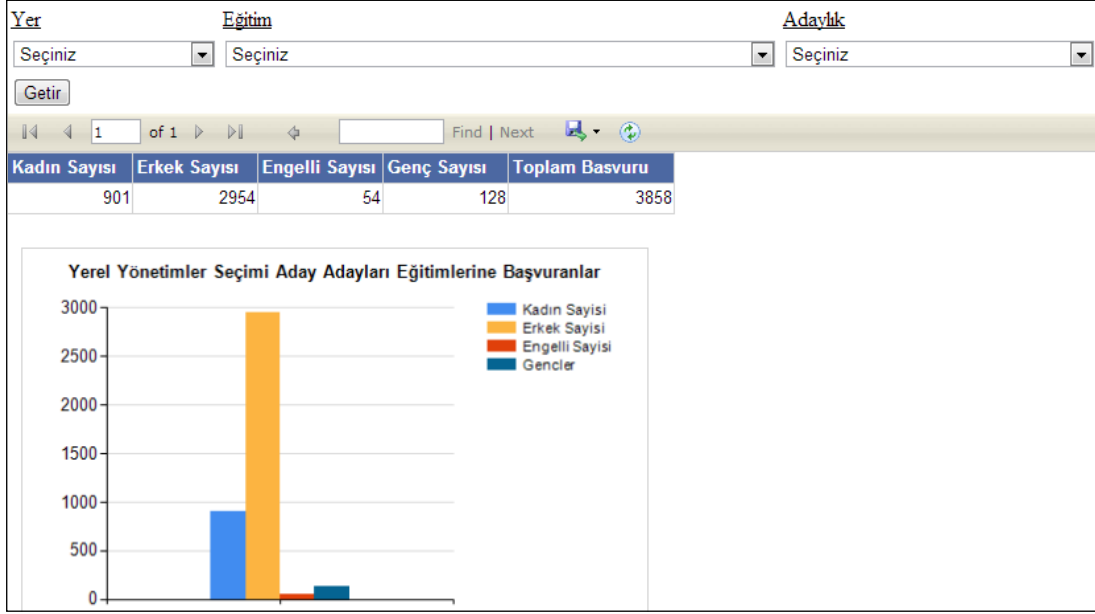 Yer Eğitim Adaylık
Seçiniz Seçiniz Seçiniz
Getir
1 of 1 Find | Next
Kadın Sayısı Erkek Sayısı Engelli Sayısı Genç Sayısı Toplam Basvuru
901 2954 54 128 3858
Yerel Yönetimler Seçimi Aday Adayları Eğitimlerine Başvuranlar
3000
2500
2000
1500
1000
500
0
Kadın Sayisi
Erkek Sayisi
Engelli Sayisi
Gencler